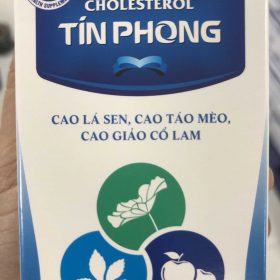 CHOLESTEROL
TÍN PHONG
CAO LÁ SEN, CAO TÁO MÈO,
CAO GIẢO CỔ LAM